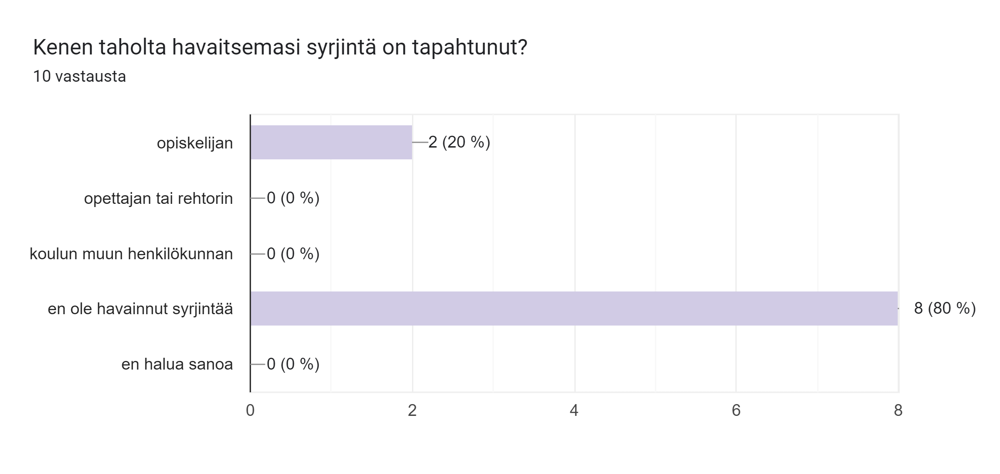 Kenen taholta havaitsemasi syrjintä on tapahtunut?
10 vastausta
opiskelijan 2 (20 %)
opettajan tai rehtorin 0 (0 %)
koulun muun henkilökunnan 0 (0 %)
en ole havainnut syrjintää 8 (80 %)
en halua sanoa 0 (0 %)
0 2 4 6 8